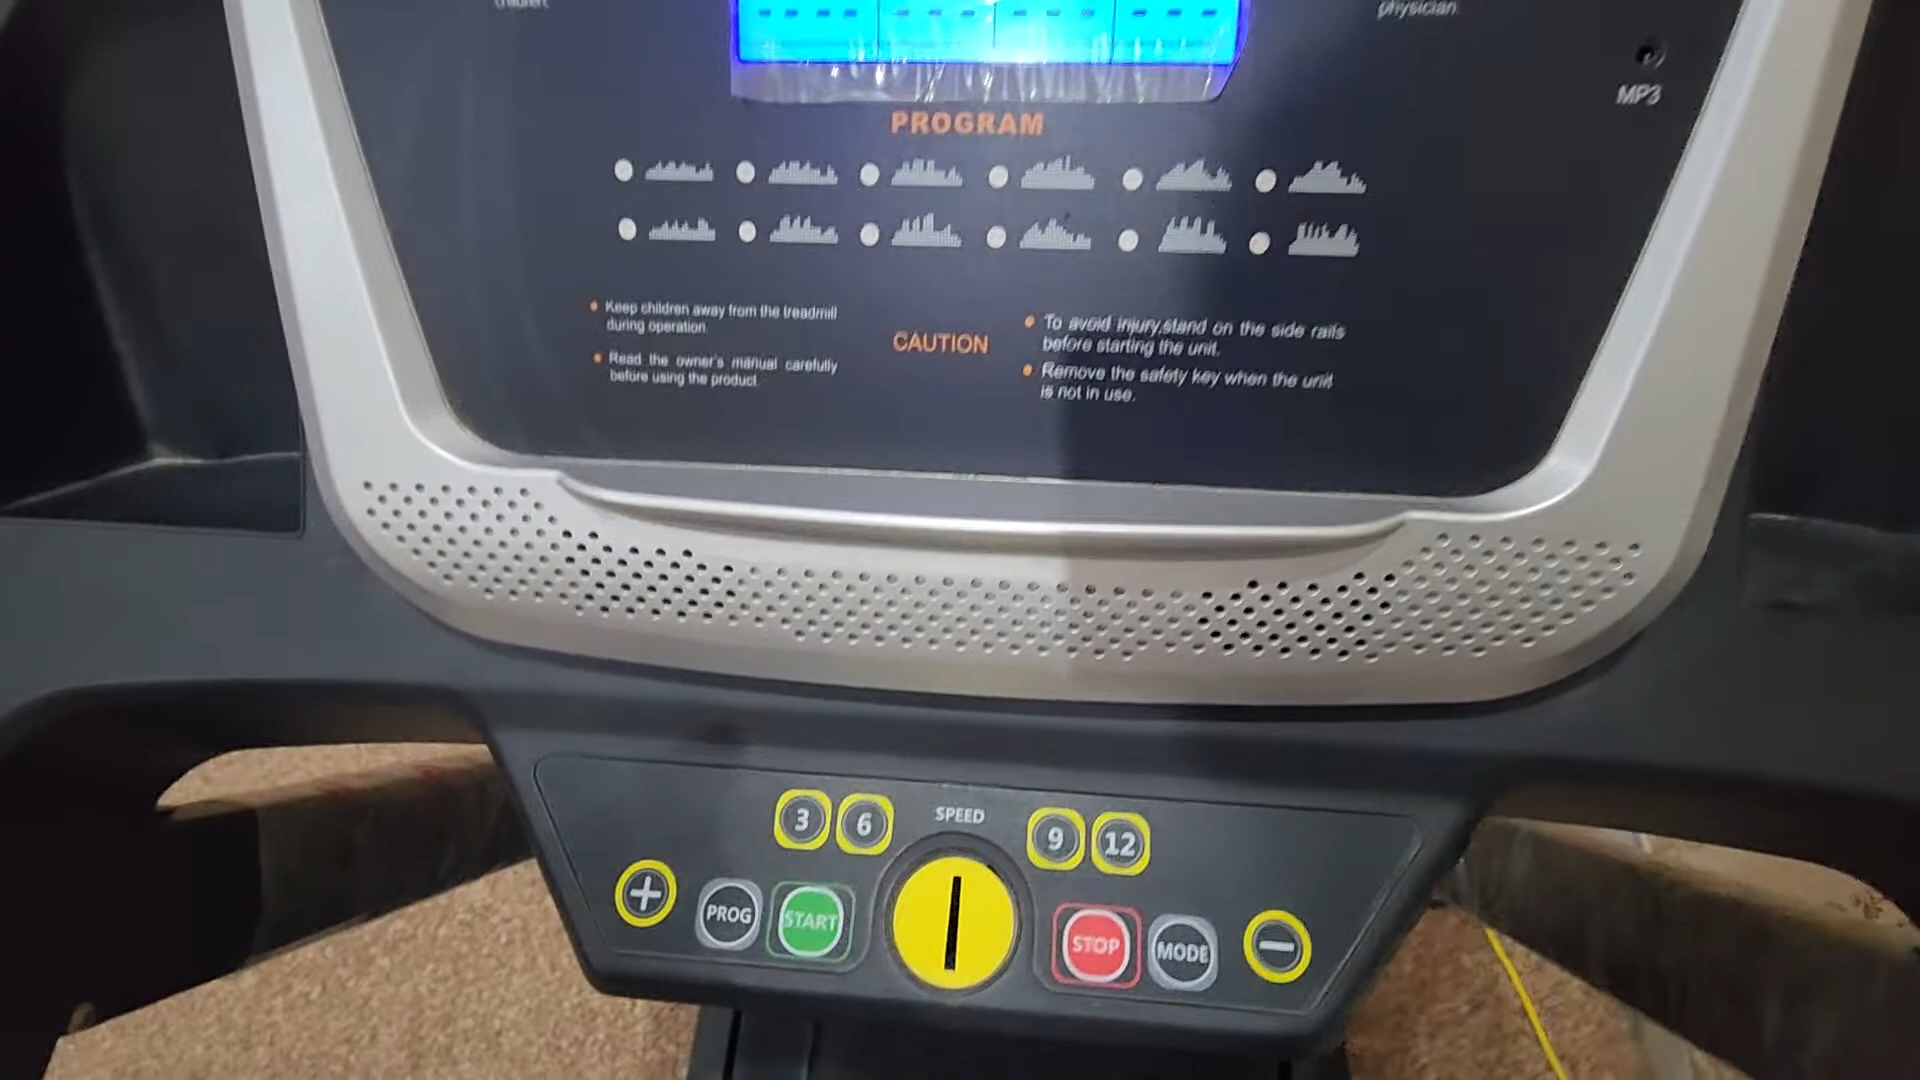 children.
physician.
MP3
PROGRAM
Keep children away from the treadmill
during operation.
Read the owner's manual carefully
before using the product.
CAUTION
To avoid injury,stand on the side rails
before starting the unit.
Remove the safety key when the unit
is not in use.
3 6 SPEED 9 12
+ PROG START STOP MODE −